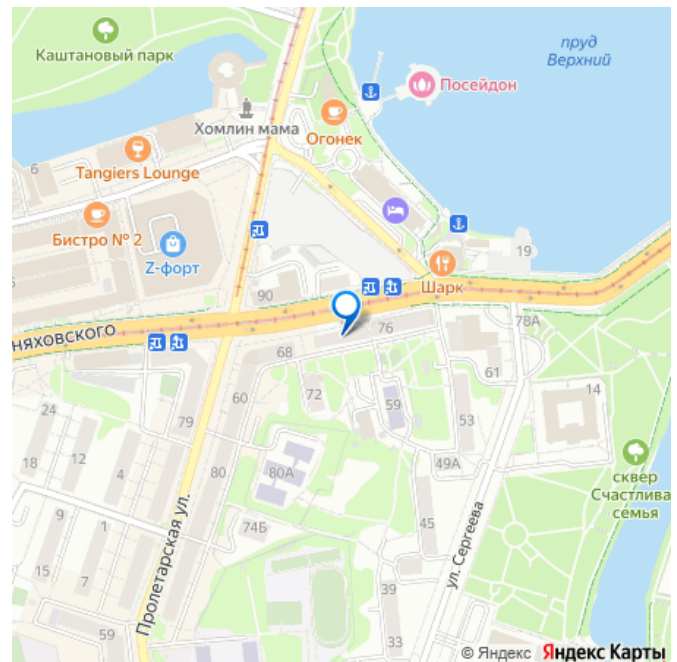 пруд
Верхний
Каштановый парк
Посейдон
Хомлин мама
Огонек
6
Tangiers Lounge
Бистро № 2
Z-форт
19
Шарк
90
НЯХОВСКОГО
76
78А
68
61
72
60
14
59
24
79
53
12
18
4
80
80А
49А
сквер
Счастлива
семья
9
1
74Б
45
15
7
Пролетарская ул.
ул. Сергеева
39
59
33
© Яндекс Яндекс Карты